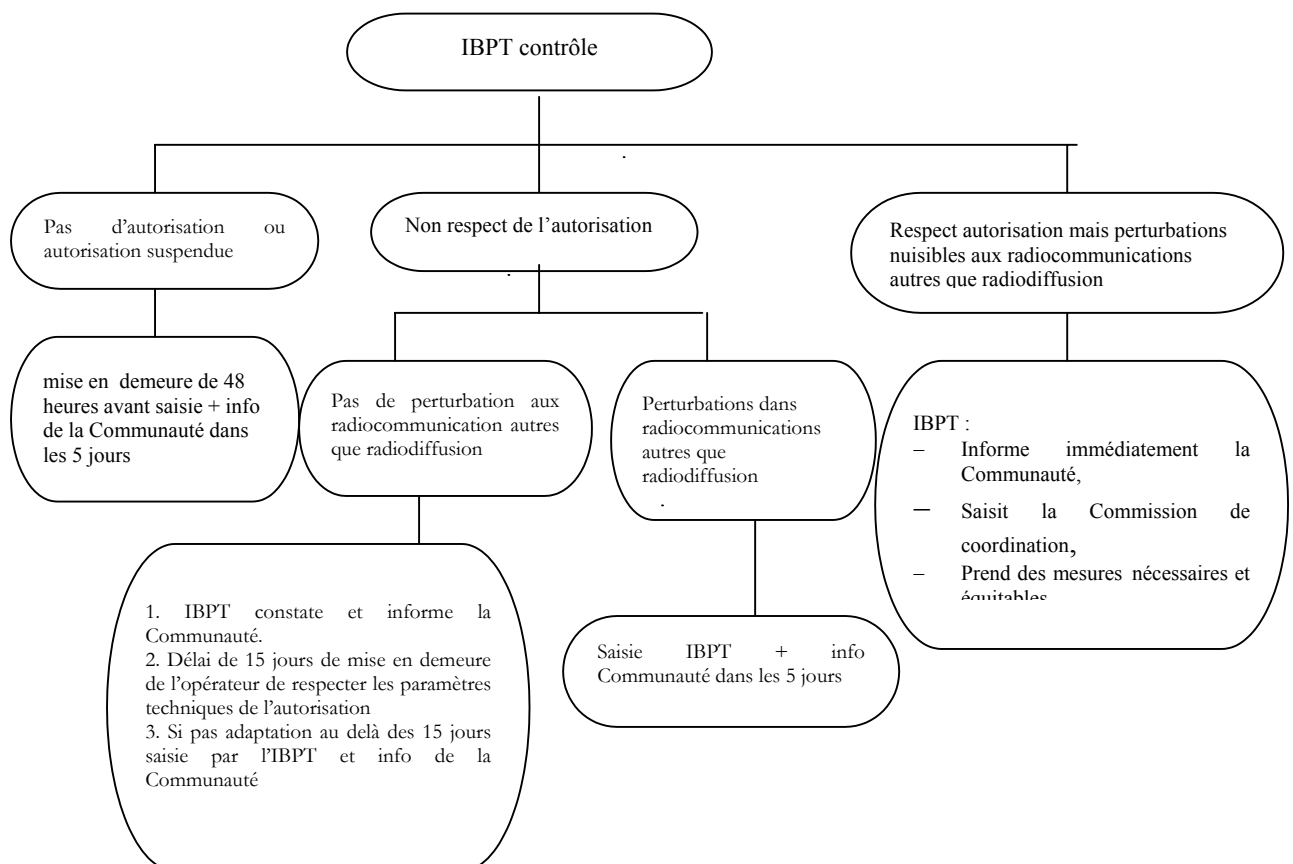 IBPT contrôle
Pas d'autorisation ou
autorisation suspendue
Non respect de l'autorisation
Respect autorisation mais perturbations
nuisibles aux radiocommunications
autres que radiodiffusion
mise en demeure de 48
heures avant saisie + info
de la Communauté dans
les 5 jours
Pas de perturbation aux
radiocommunication autres
que radiodiffusion
Perturbations dans
radiocommunications
autres que
radiodiffusion
.
IBPT :
– Informe immédiatement la
Communauté,
– Saisit la Commission de
coordination,
– Prend des mesures nécessaires et
équitables
1. IBPT constate et informe la
Communauté.
2. Délai de 15 jours de mise en demeure
de l'opérateur de respecter les paramètres
techniques de l'autorisation
3. Si pas adaptation au delà des 15 jours
saisie par l'IBPT et info de la
Communauté
Saisie IBPT + info
Communauté dans les 5 jours